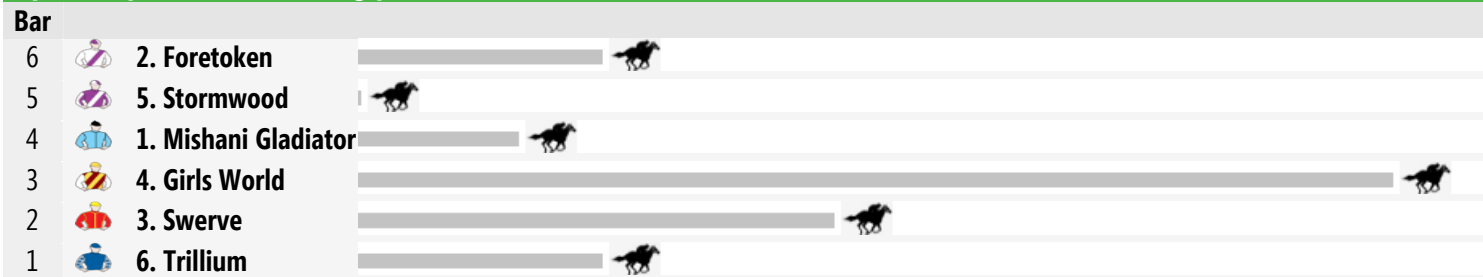 Bar
6 2. Foretoken
5 5. Stormwood
4 1. Mishani Gladiator
3 4. Girls World
2 3. Swerve
1 6. Trillium